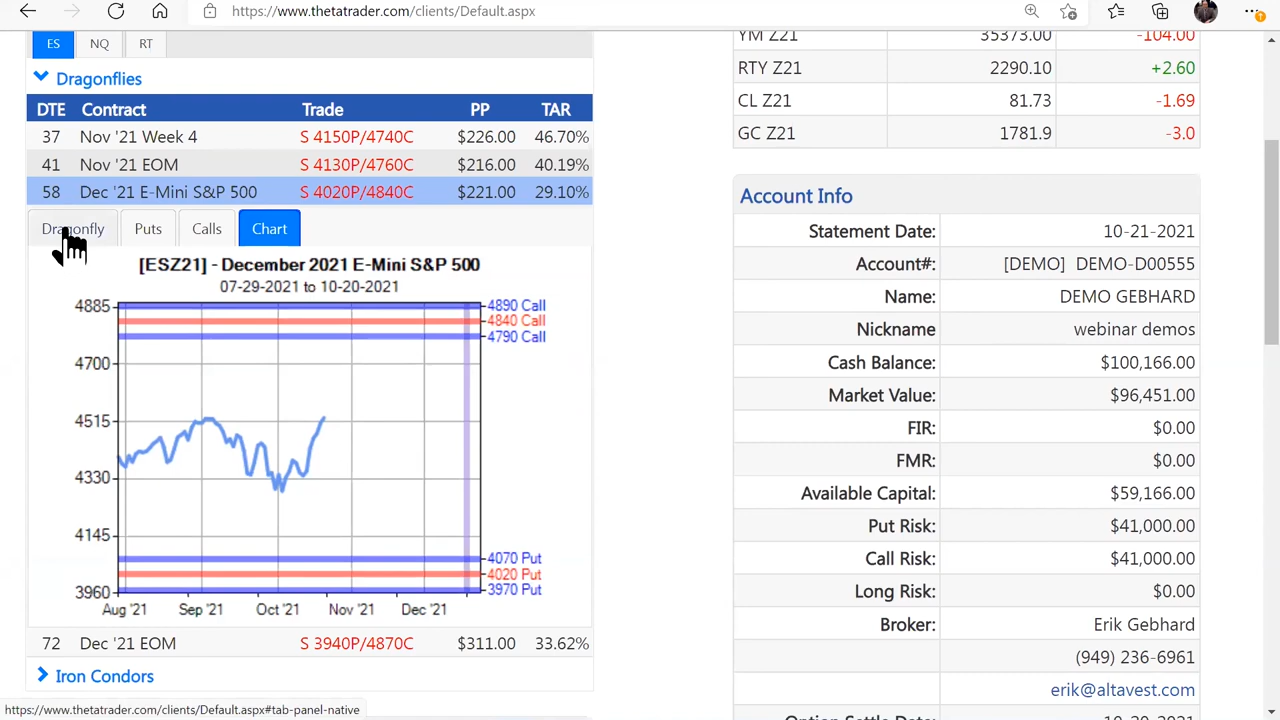 https://www.thetatrader.com/clients/Default.aspx
ES NQ RT
Dragonflies
DTE Contract Trade PP TAR
37 Nov '21 Week 4 S 4150P/4740C $226.00 46.70%
41 Nov '21 EOM S 4130P/4760C $216.00 40.19%
58 Dec '21 E-Mini S&P 500 S 4020P/4840C $221.00 29.10%
Dragonfly Puts Calls Chart
[ESZ21] - December 2021 E-Mini S&P 500
07-29-2021 to 10-20-2021
4885
4700
4515
4330
4145
3960
4890 Call
4840 Call
4790 Call
4070 Put
4020 Put
3970 Put
Aug '21 Sep '21 Oct '21 Nov '21 Dec '21
72 Dec '21 EOM S 3940P/4870C $311.00 33.62%
Iron Condors
https://www.thetatrader.com/clients/Default.aspx#tab-panel-native
YM Z21 35373.00 -104.00
RTY Z21 2290.10 +2.60
CL Z21 81.73 -1.69
GC Z21 1781.9 -3.0
Account Info
Statement Date: 10-21-2021
Account#: [DEMO] DEMO-D00555
Name: DEMO GEBHARD
Nickname webinar demos
Cash Balance: $100,166.00
Market Value: $96,451.00
FIR: $0.00
FMR: $0.00
Available Capital: $59,166.00
Put Risk: $41,000.00
Call Risk: $41,000.00
Long Risk: $0.00
Broker: Erik Gebhard
(949) 236-6961
erik@altavest.com
Option Settle Date: